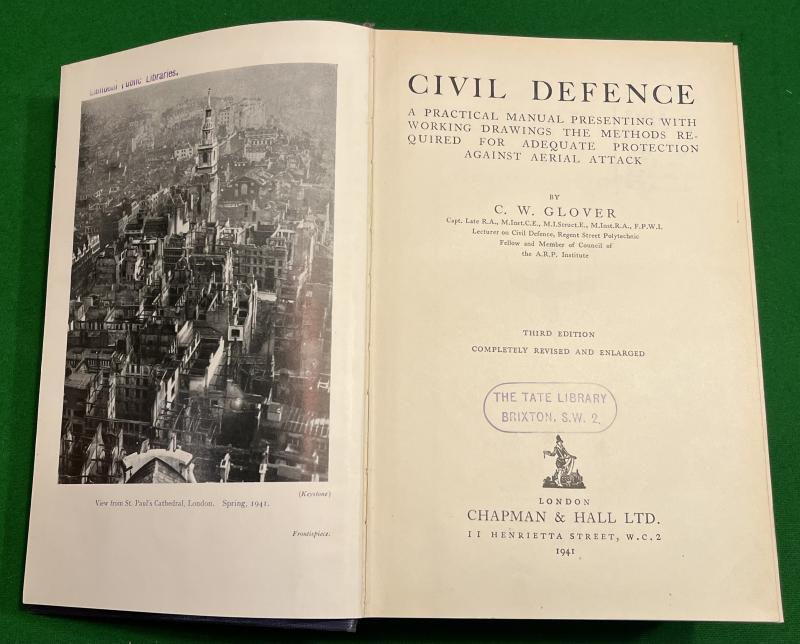 Lambeth Public Libraries.
(Keystone)
View from St. Paul's Cathedral, London. Spring, 1941.
Frontispiece.
CIVIL DEFENCE
A PRACTICAL MANUAL PRESENTING WITH
WORKING DRAWINGS THE METHODS RE-
QUIRED FOR ADEQUATE PROTECTION
AGAINST AERIAL ATTACK
BY
C. W. GLOVER
Capt. Late R.A., M.Inst.C.E., M.I.Struct.E., M.Inst.R.A., F.P.W.I.
Lecturer on Civil Defence, Regent Street Polytechnic
Fellow and Member of Council of
the A.R.P. Institute
THIRD EDITION
COMPLETELY REVISED AND ENLARGED
THE TATE LIBRARY
BRIXTON, S.W. 2.
LONDON
CHAPMAN & HALL LTD.
11 HENRIETTA STREET, W.C.2
1941